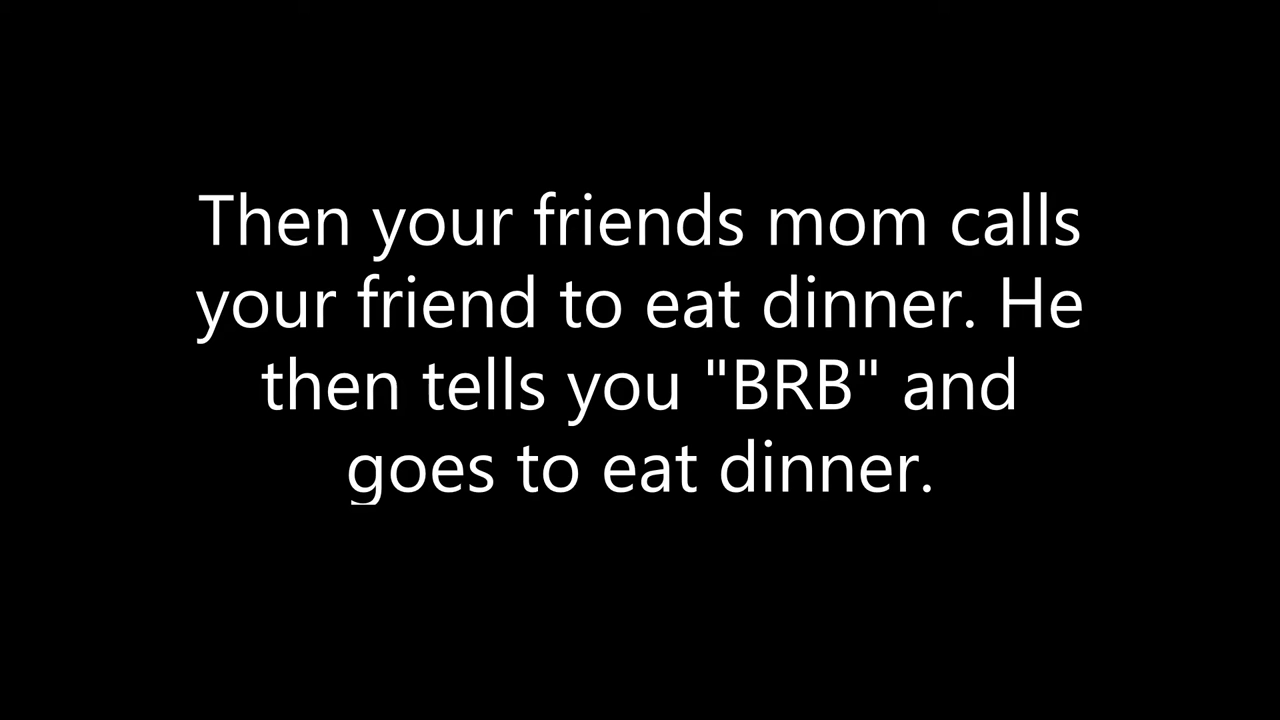 Then your friends mom calls
your friend to eat dinner. He
then tells you "BRB" and
goes to eat dinner.